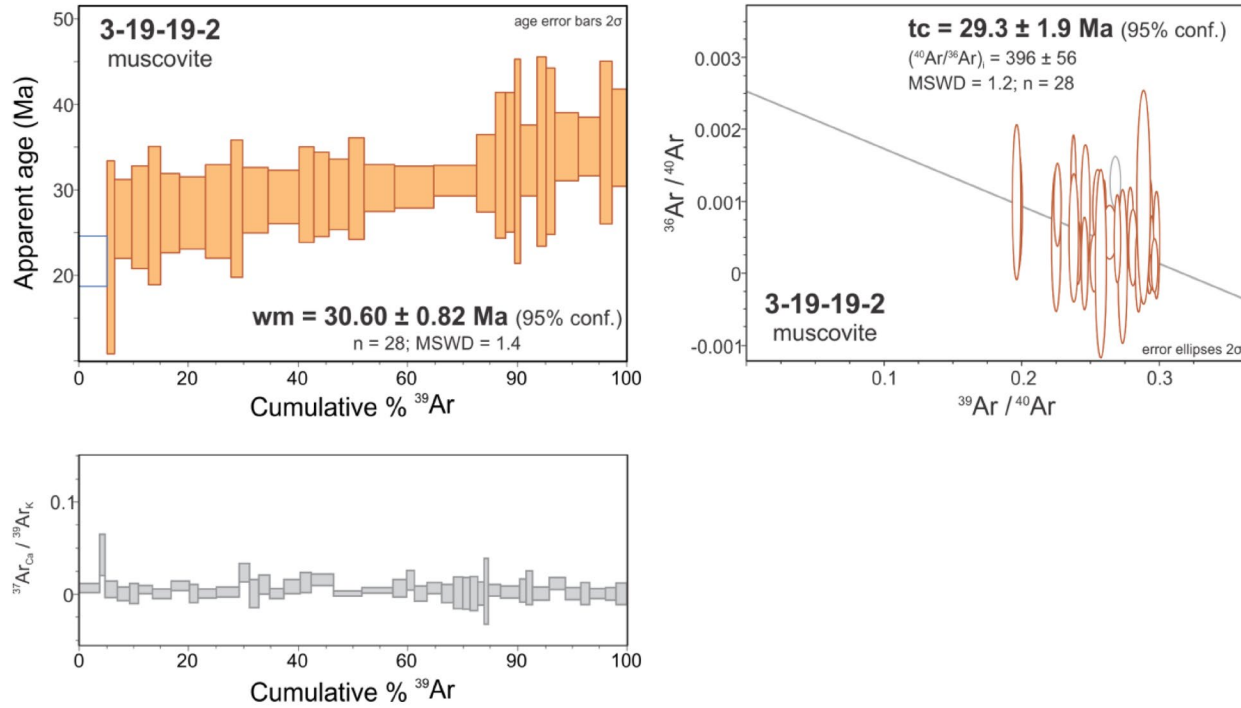 3-19-19-2
muscovite
age error bars 2σ
50
40
30
20
Apparent age (Ma)
wm = 30.60 ± 0.82 Ma (95% conf.)
n = 28; MSWD = 1.4
0 20 40 60 80 90 100
Cumulative % ³⁹Ar
tc = 29.3 ± 1.9 Ma (95% conf.)
(⁴⁰Ar/³⁶Ar)ᵢ = 396 ± 56
MSWD = 1.2; n = 28
0.003
0.002
0.001
0
-0.001
³⁶Ar / ⁴⁰Ar
3-19-19-2
muscovite
error ellipses 2σ
0.1 0.2 0.3
³⁹Ar / ⁴⁰Ar
0.1
0
³⁷Ar_Ca / ³⁹Ar_K
0 20 40 60 80 90 100
Cumulative % ³⁹Ar